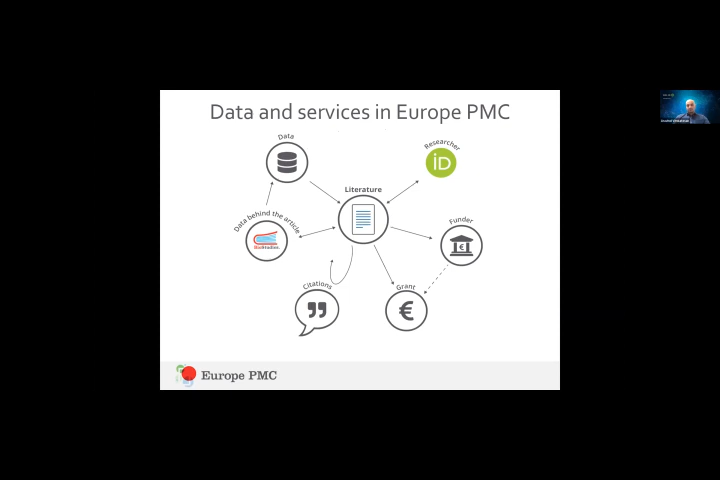 Data and services in Europe PMC
Data
Researcher
iD
Literature
Data behind the article
BioStudies
Funder
€
Citations
Grant
€
Europe PMC